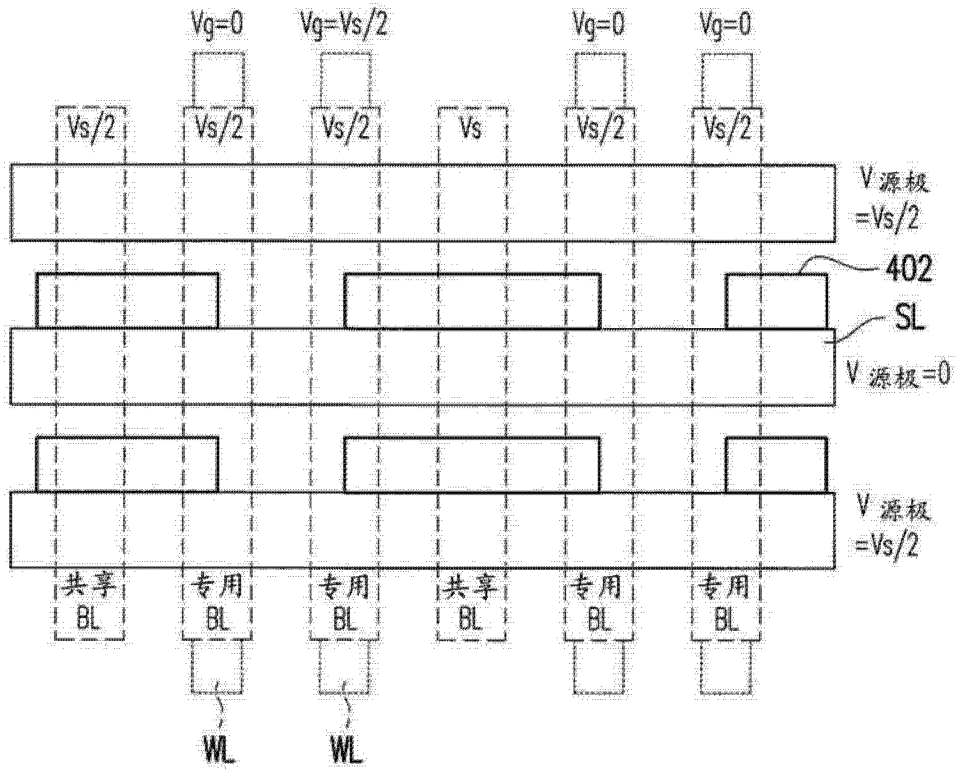 Vg=0 Vg=Vs/2 Vg=0 Vg=0
Vs/2 Vs/2 Vs/2 Vs Vs/2 Vs/2
V 源极
=Vs/2
402
SL
V 源极=0
V 源极
=Vs/2
共享 专用 专用 共享 专用 专用
BL BL BL BL BL BL
WL WL